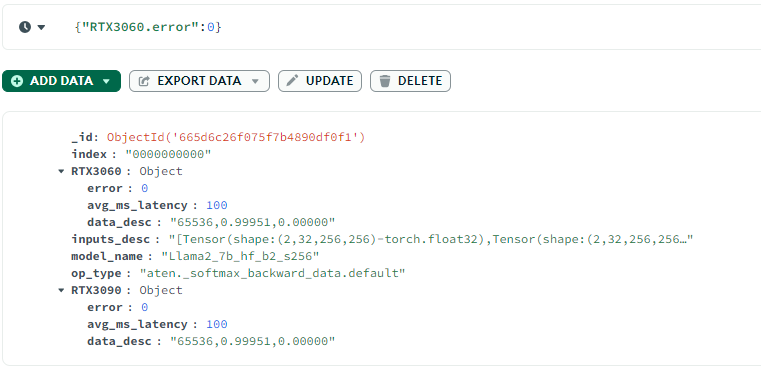 {"RTX3060.error":0}
ADD DATA EXPORT DATA UPDATE DELETE
_id: ObjectId('665d6c26f075f7b4890df0f1')
index : "0000000000"
RTX3060 : Object
error : 0
avg_ms_latency : 100
data_desc : "65536,0.99951,0.00000"
inputs_desc : "[Tensor(shape:(2,32,256,256)-torch.float32),Tensor(shape:(2,32,256,256…"
model_name : "Llama2_7b_hf_b2_s256"
op_type : "aten._softmax_backward_data.default"
RTX3090 : Object
error : 0
avg_ms_latency : 100
data_desc : "65536,0.99951,0.00000"